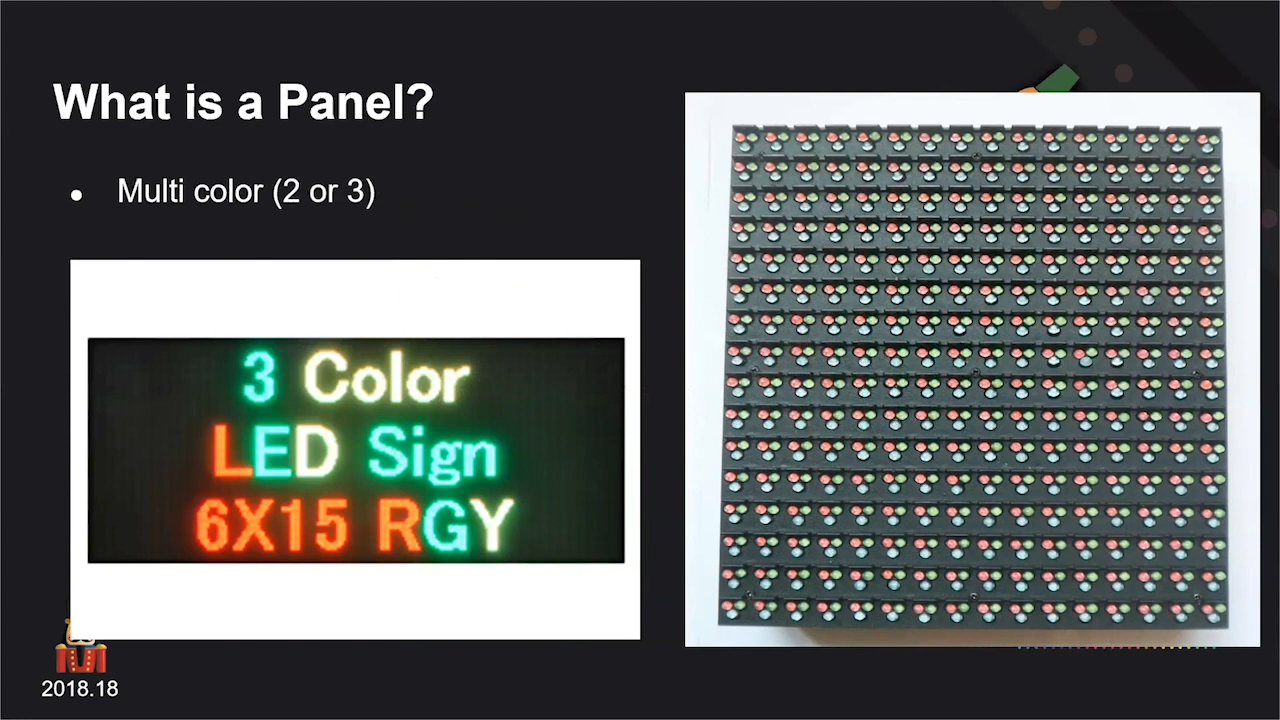 What is a Panel?
● Multi color (2 or 3)
3 Color
LED Sign
6X15 RGY
2018.18